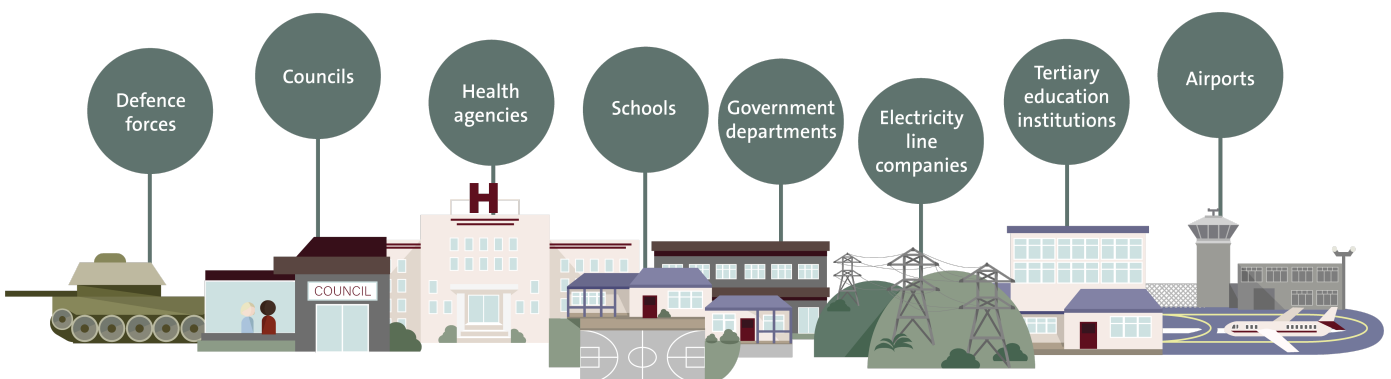 Defence
forces
Councils
Health
agencies
Schools
Government
departments
Electricity
line
companies
Tertiary
education
institutions
Airports
H
COUNCIL